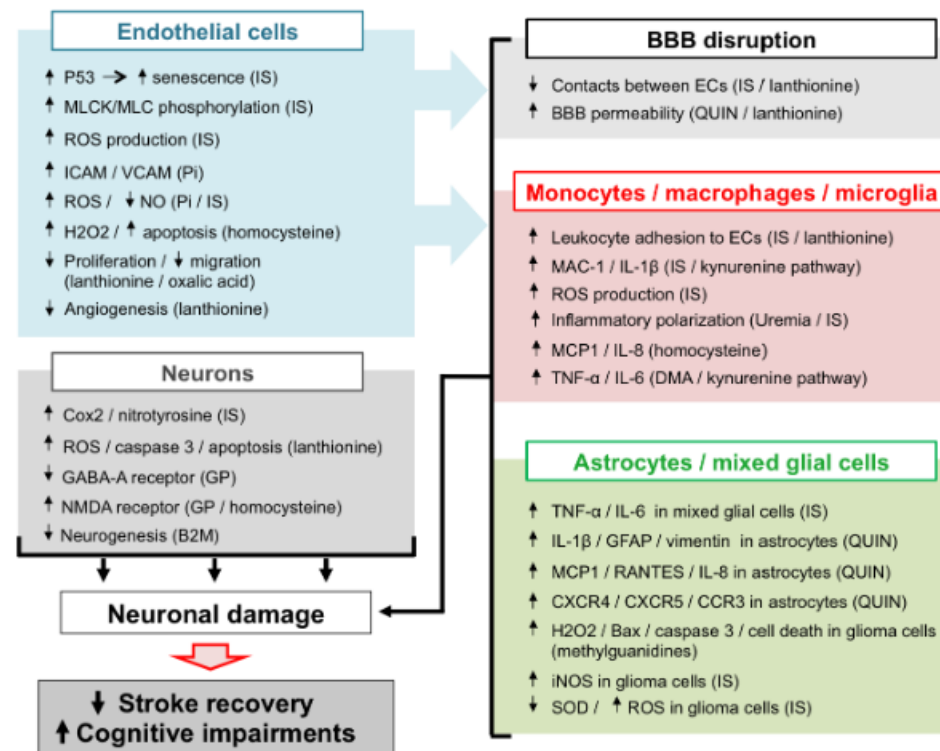 Endothelial cells
↑ P53 → ↑ senescence (IS)
↑ MLCK/MLC phosphorylation (IS)
↑ ROS production (IS)
↑ ICAM / VCAM (Pi)
↑ ROS / ↓ NO (Pi / IS)
↑ H2O2 / ↑ apoptosis (homocysteine)
↓ Proliferation / ↓ migration
(lanthionine / oxalic acid)
↓ Angiogenesis (lanthionine)
Neurons
↑ Cox2 / nitrotyrosine (IS)
↑ ROS / caspase 3 / apoptosis (lanthionine)
↓ GABA-A receptor (GP)
↑ NMDA receptor (GP / homocysteine)
↓ Neurogenesis (B2M)
Neuronal damage
↓ Stroke recovery
↑ Cognitive impairments
BBB disruption
↓ Contacts between ECs (IS / lanthionine)
↑ BBB permeability (QUIN / lanthionine)
Monocytes / macrophages / microglia
↑ Leukocyte adhesion to ECs (IS / lanthionine)
↑ MAC-1 / IL-1β (IS / kynurenine pathway)
↑ ROS production (IS)
↑ Inflammatory polarization (Uremia / IS)
↑ MCP1 / IL-8 (homocysteine)
↑ TNF-α / IL-6 (DMA / kynurenine pathway)
Astrocytes / mixed glial cells
↑ TNF-α / IL-6 in mixed glial cells (IS)
↑ IL-1β / GFAP / vimentin in astrocytes (QUIN)
↑ MCP1 / RANTES / IL-8 in astrocytes (QUIN)
↑ CXCR4 / CXCR5 / CCR3 in astrocytes (QUIN)
↑ H2O2 / Bax / caspase 3 / cell death in glioma cells
(methylguanidines)
↑ iNOS in glioma cells (IS)
↓ SOD / ↑ ROS in glioma cells (IS)